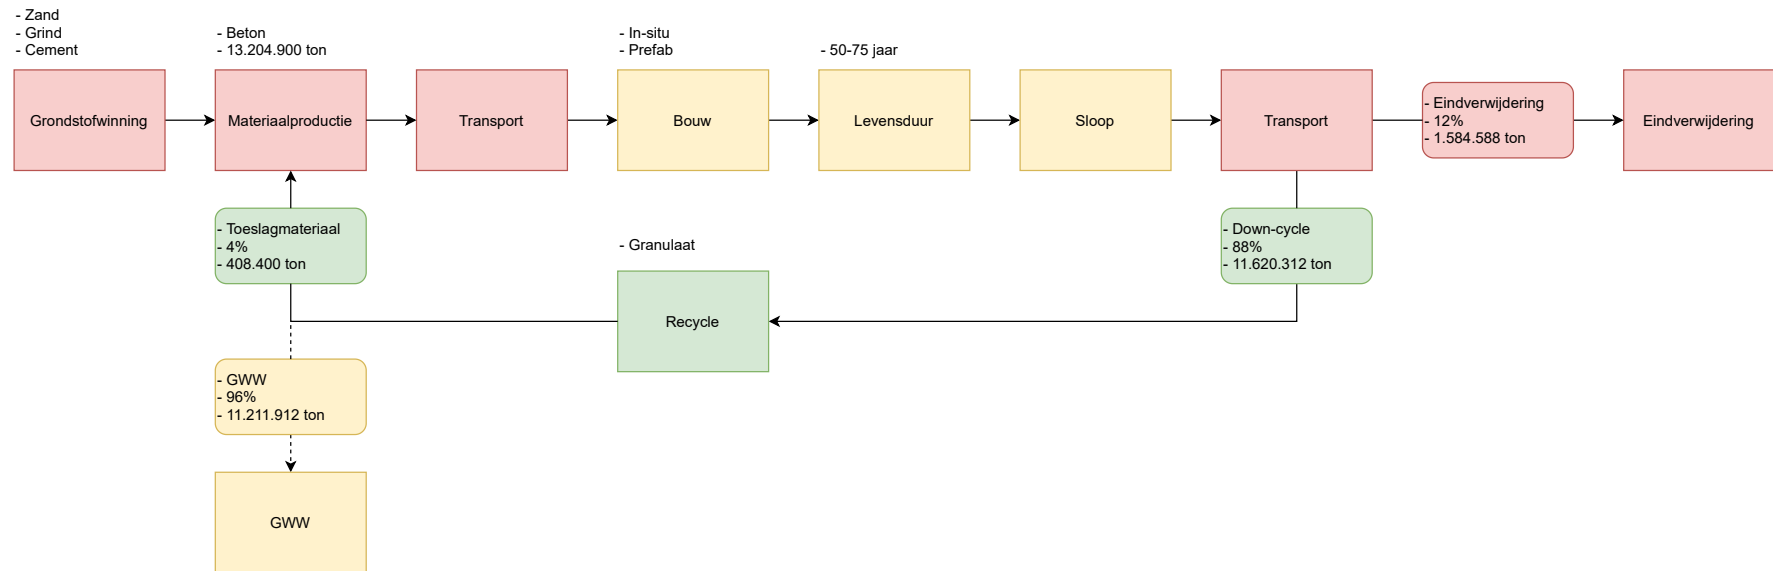 - Zand
- Grind
- Cement
- Beton
- 13.204.900 ton
- In-situ
- Prefab
- 50-75 jaar
Grondstofwinning
Materiaalproductie
Transport
Bouw
Levensduur
Sloop
Transport
- Eindverwijdering
- 12%
- 1.584.588 ton
Eindverwijdering
- Toeslagmateriaal
- 4%
- 408.400 ton
- Granulaat
- Down-cycle
- 88%
- 11.620.312 ton
Recycle
- GWW
- 96%
- 11.211.912 ton
GWW